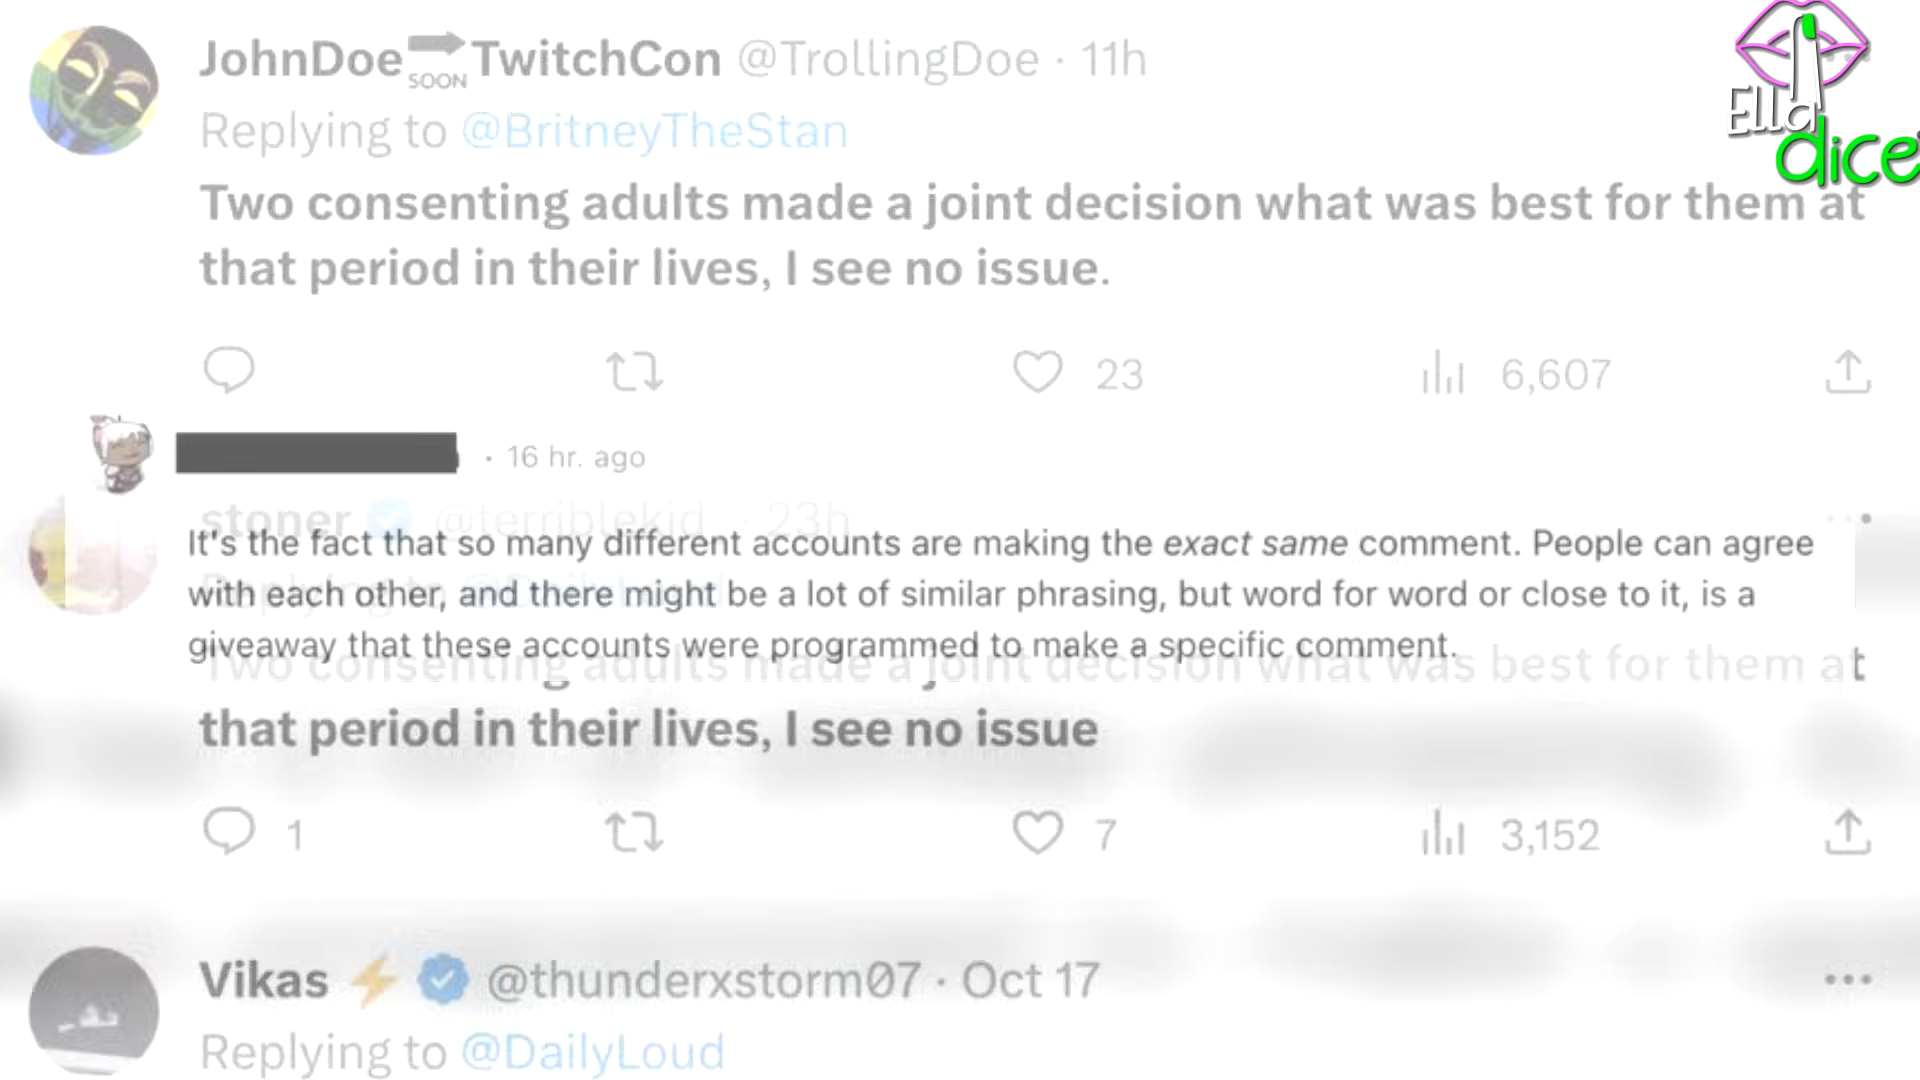 JohnDoe SOON TwitchCon @TrollingDoe · 11h
Replying to @BritneyTheStan
Ella
dice
Two consenting adults made a joint decision what was best for them at
that period in their lives, I see no issue.
23 6,607
· 16 hr. ago
stoner @terriblekid · 23h
It's the fact that so many different accounts are making the exact same comment. People can agree
Replying to @DailyLoud
with each other, and there might be a lot of similar phrasing, but word for word or close to it, is a
giveaway that these accounts were programmed to make a specific comment.
Two consenting adults made a joint decision what was best for them at
that period in their lives, I see no issue
1 7 3,152
Vikas @thunderxstorm07 · Oct 17
Replying to @DailyLoud